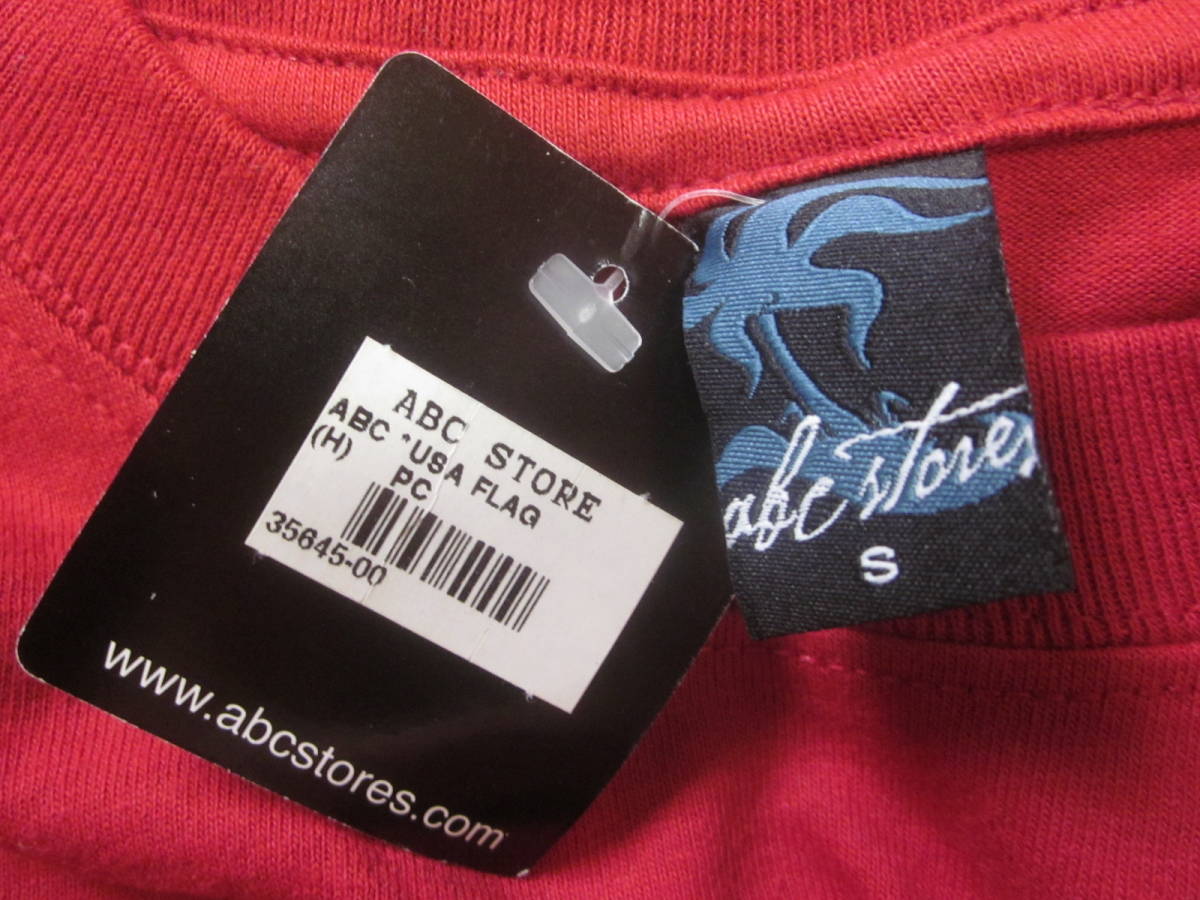 ABC STORE
ABC *USA FLAG
(H) PC
35645-00
www.abcstores.com
abc stores
S